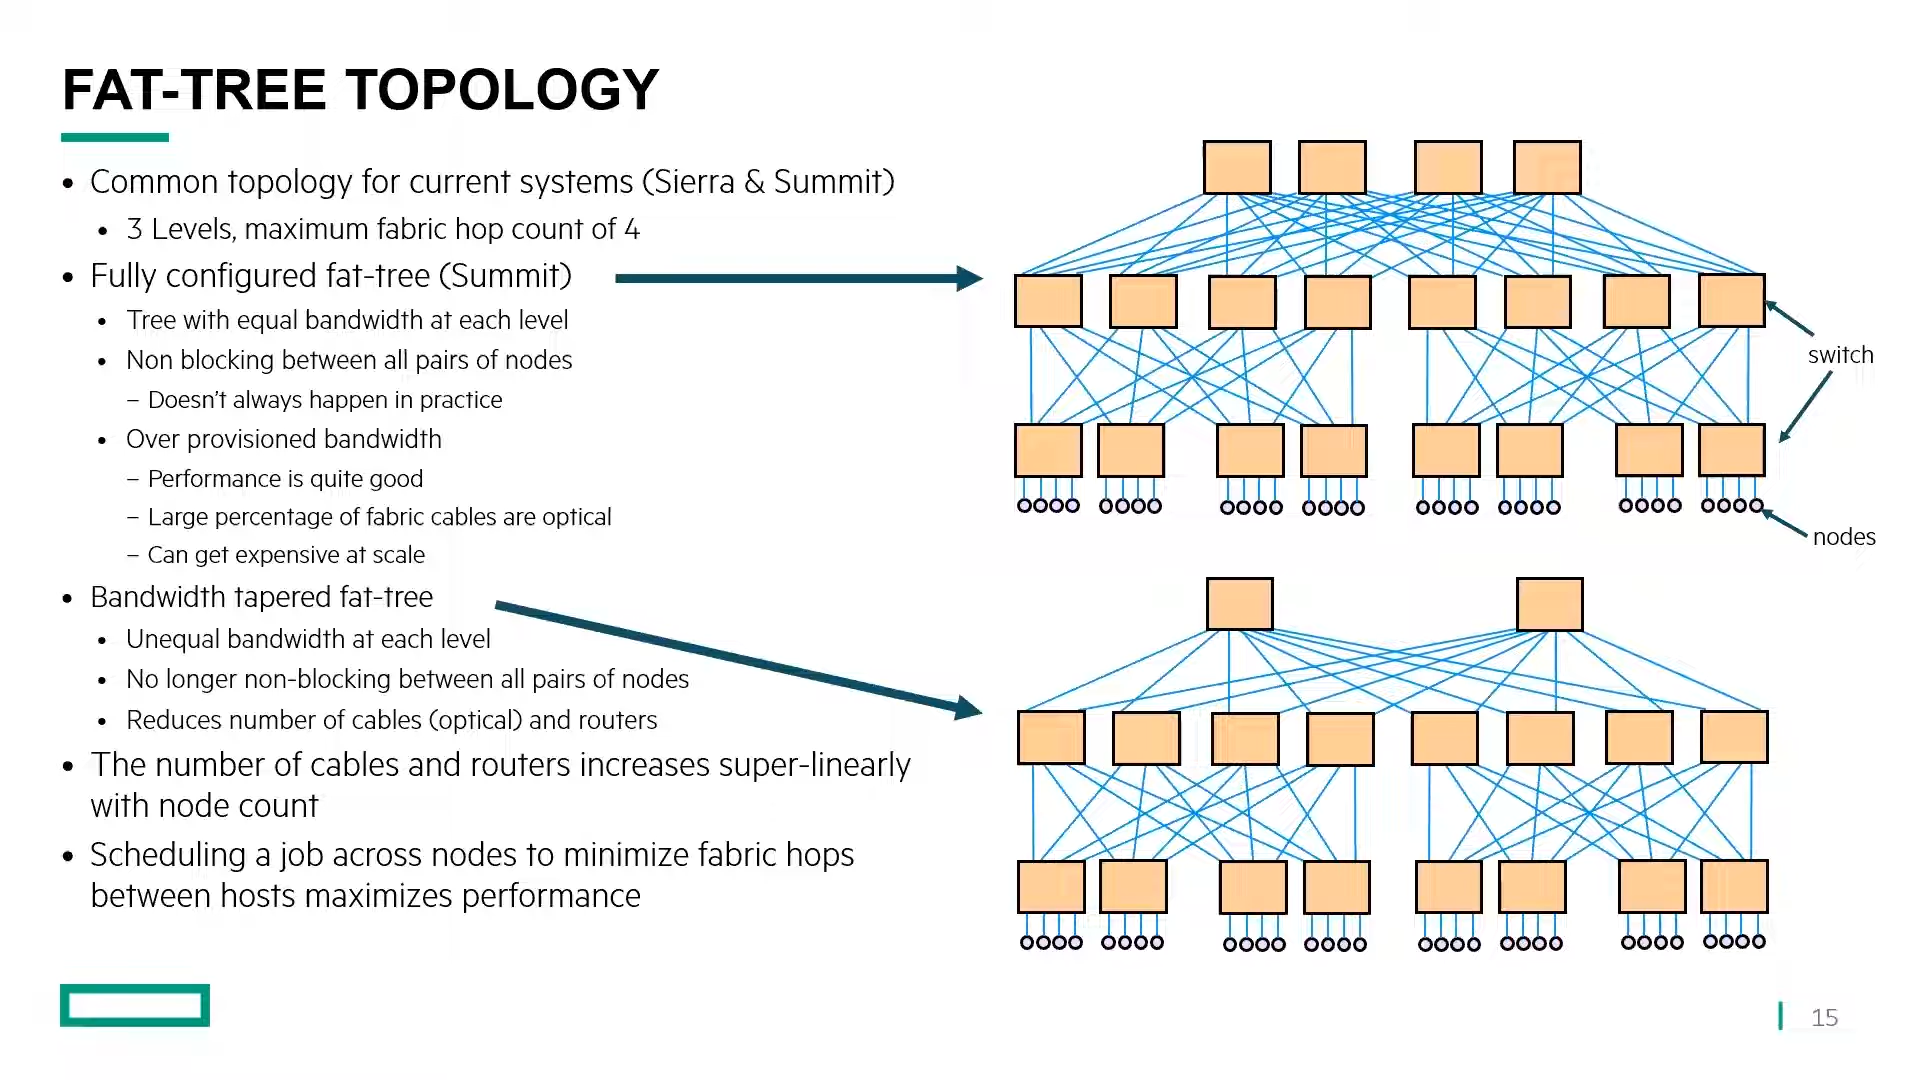 FAT-TREE TOPOLOGY
• Common topology for current systems (Sierra & Summit)
• 3 Levels, maximum fabric hop count of 4
• Fully configured fat-tree (Summit)
• Tree with equal bandwidth at each level
• Non blocking between all pairs of nodes
– Doesn't always happen in practice
• Over provisioned bandwidth
– Performance is quite good
– Large percentage of fabric cables are optical
– Can get expensive at scale
• Bandwidth tapered fat-tree
• Unequal bandwidth at each level
• No longer non-blocking between all pairs of nodes
• Reduces number of cables (optical) and routers
• The number of cables and routers increases super-linearly
with node count
• Scheduling a job across nodes to minimize fabric hops
between hosts maximizes performance
switch
nodes
15